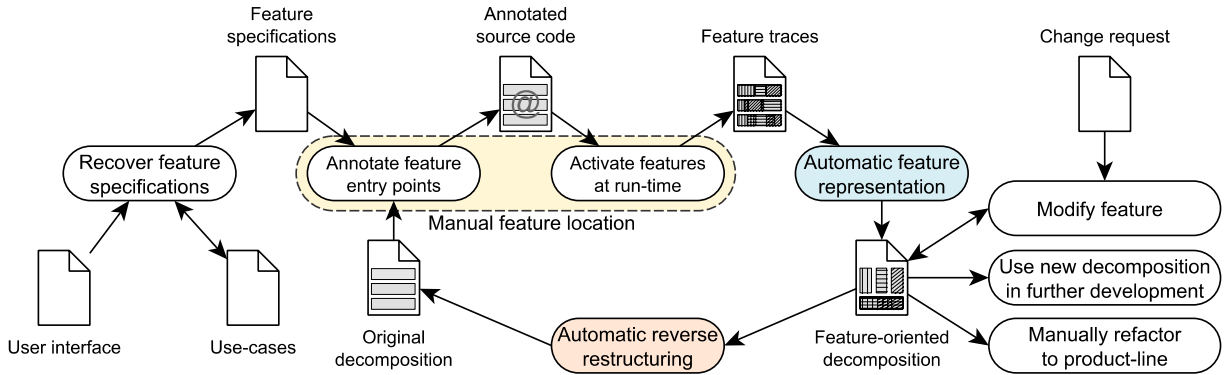 Feature
specifications
Annotated
source code
Feature traces
Change request
@
Recover feature
specifications
Annotate feature
entry points
Activate features
at run-time
Automatic feature
representation
Manual feature location
Modify feature
Use new decomposition
in further development
User interface
Use-cases
Original
decomposition
Automatic reverse
restructuring
Feature-oriented
decomposition
Manually refactor
to product-line